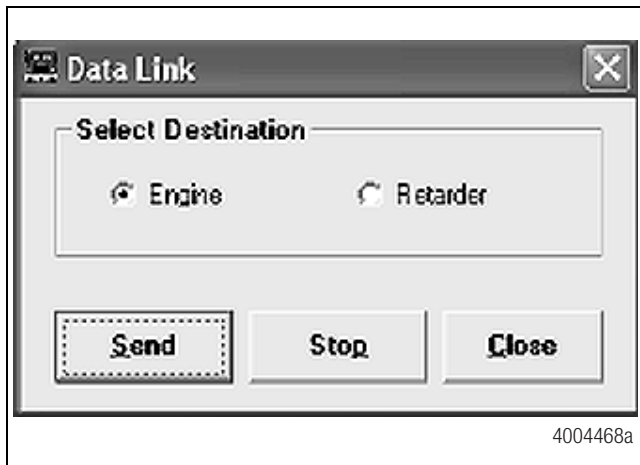 Data Link
Select Destination
Engine Retarder
Send Stop Close
4004468a